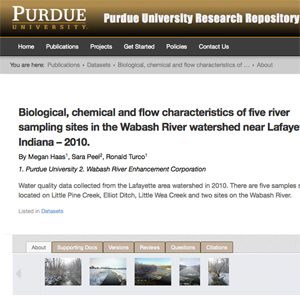 PURDUE
UNIVERSITY
Purdue University Research Repository
Home Publications Projects Get Started Policies Contact Us
You are here: Publications › Datasets › Biological, chemical and flow characteristics of ... › About
Biological, chemical and flow characteristics of five river
sampling sites in the Wabash River watershed near Lafaye
Indiana – 2010.
By Megan Haas¹, Sara Peel², Ronald Turco¹
1. Purdue University 2. Wabash River Enhancement Corporation
Water quality data collected from the Lafayette area watershed in 2010. There are five samples s
located on Little Pine Creek, Elliot Ditch, Little Wea Creek and two sites on the Wabash River.
Listed in Datasets
About Supporting Docs Versions Reviews Questions Citations